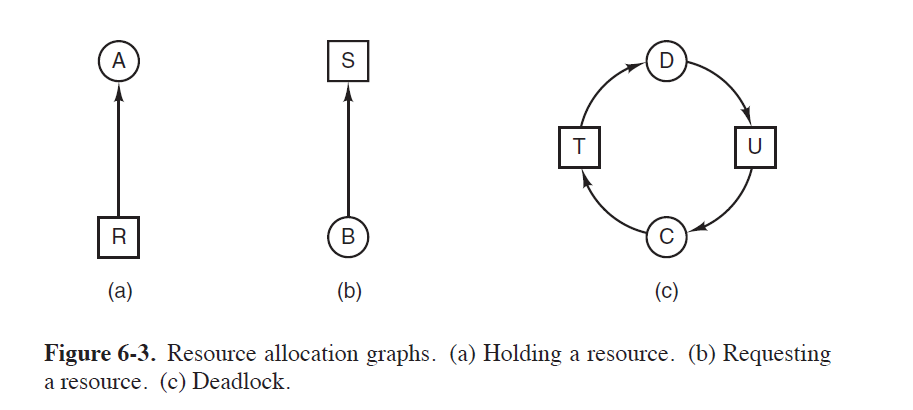 A
S
D
T
U
R
B
C
(a)
(b)
(c)
Figure 6-3. Resource allocation graphs. (a) Holding a resource. (b) Requesting
a resource. (c) Deadlock.